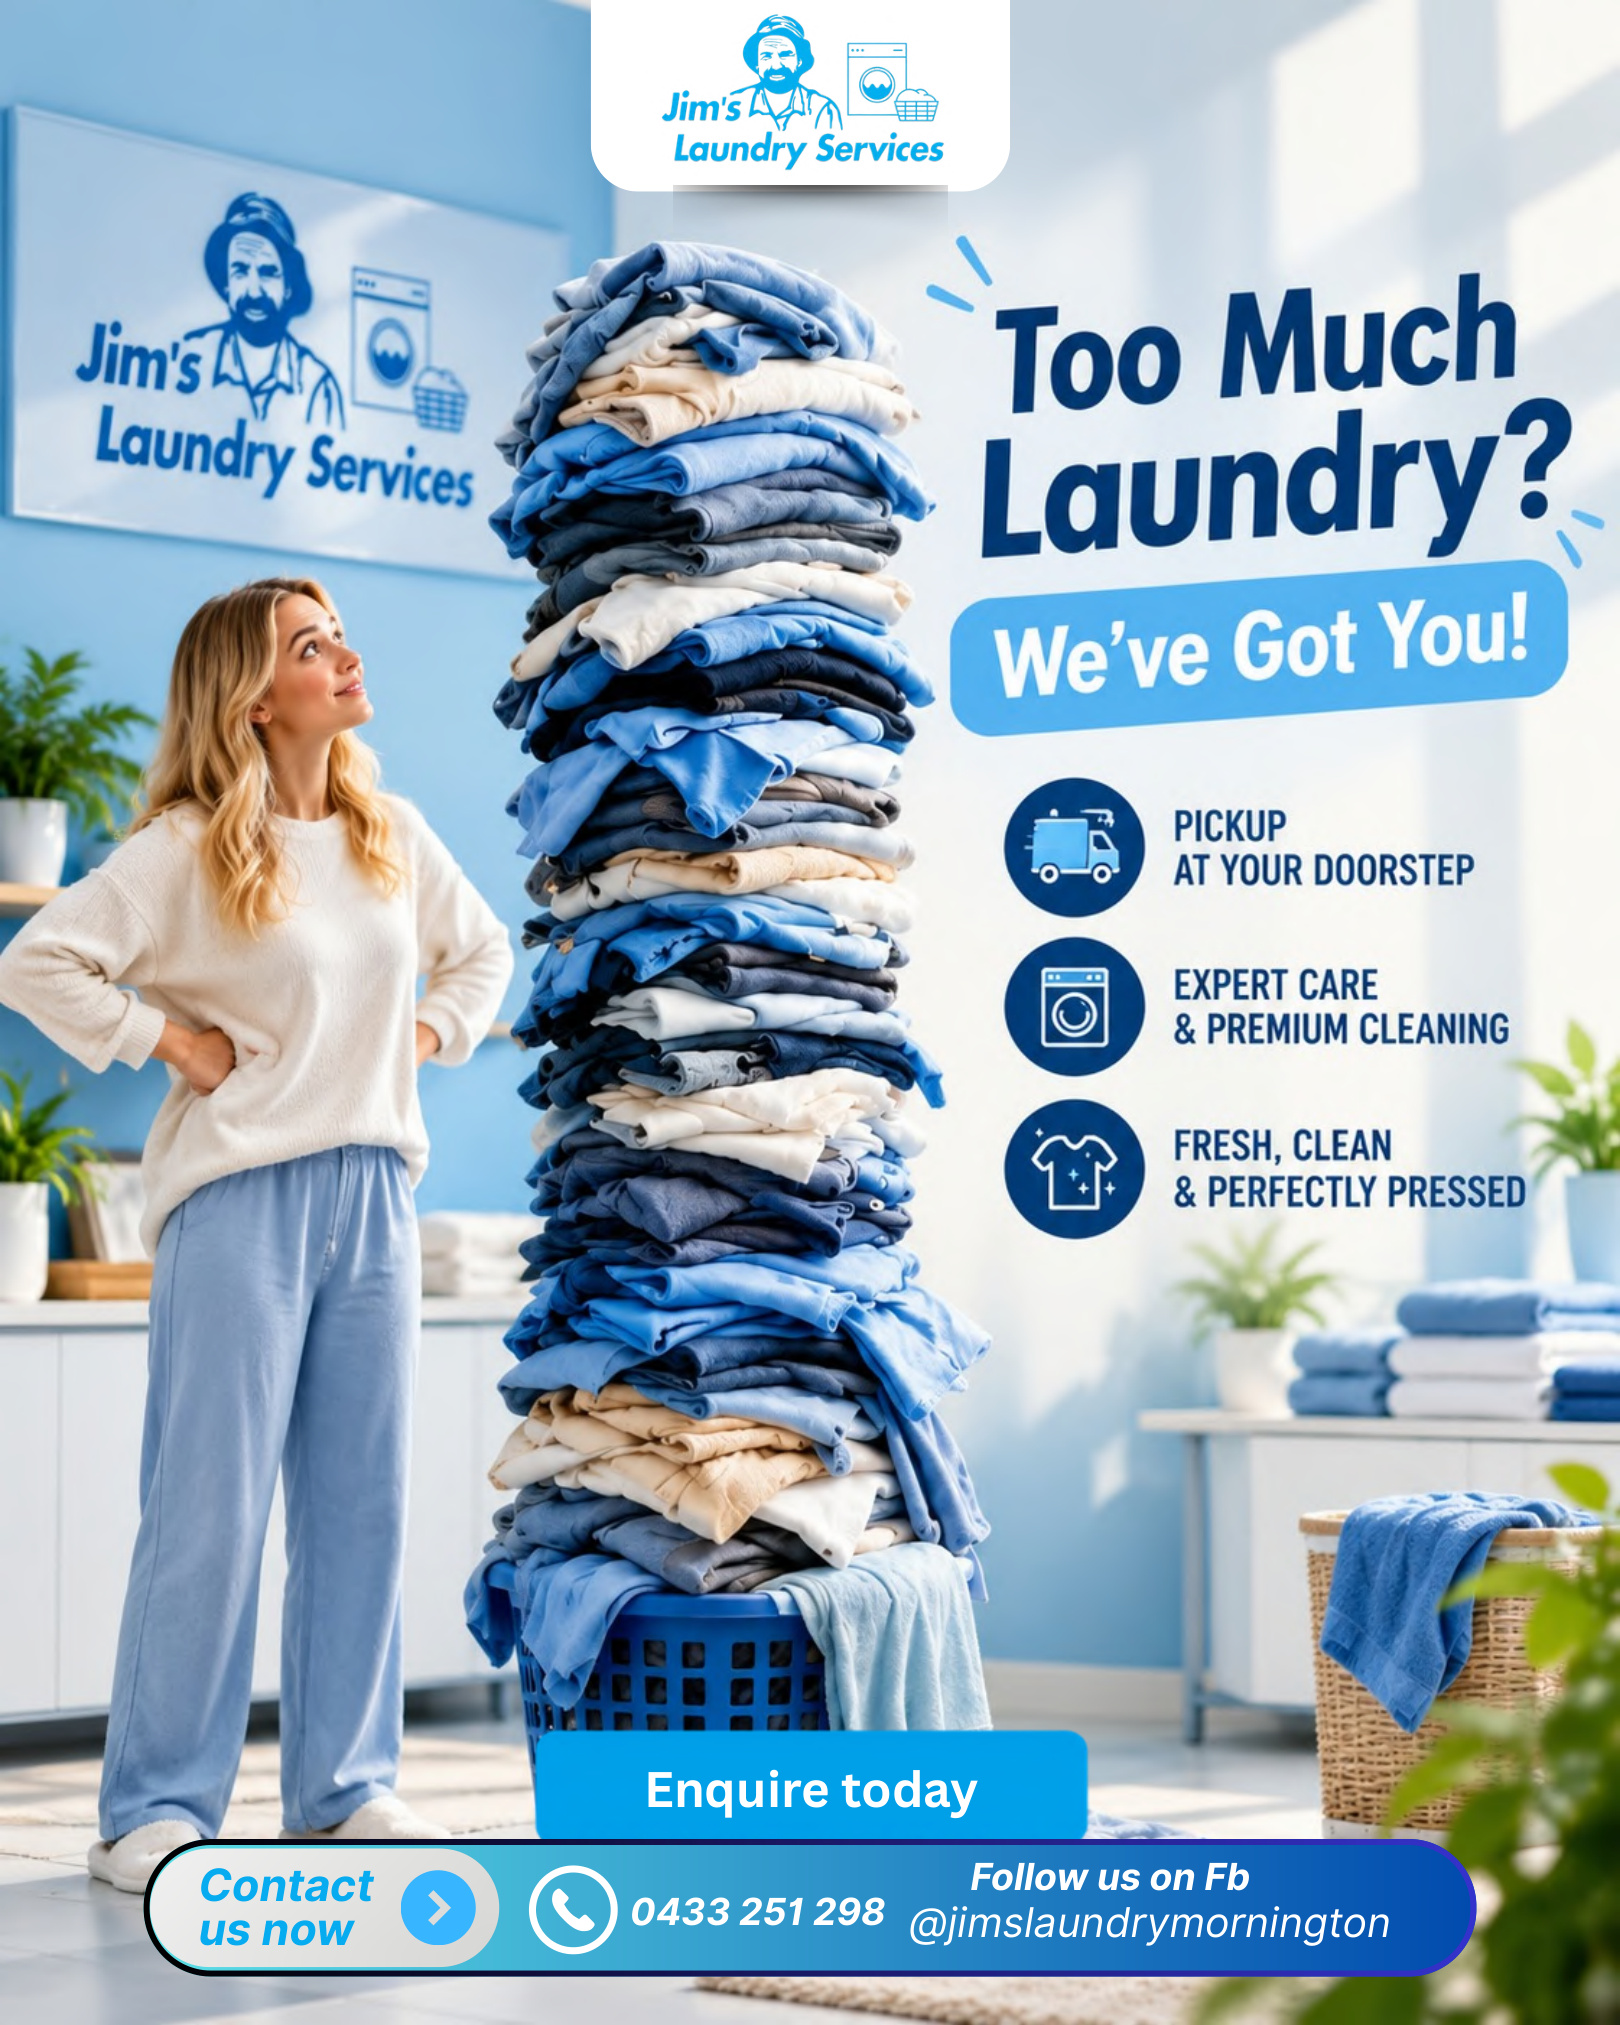 Jim's
Laundry Services
Jim's
Laundry Services
Too Much
Laundry?
We've Got You!
PICKUP
AT YOUR DOORSTEP
EXPERT CARE
& PREMIUM CLEANING
FRESH, CLEAN
& PERFECTLY PRESSED
Enquire today
Contact
us now
0433 251 298
Follow us on Fb
@jimslaundrymornington